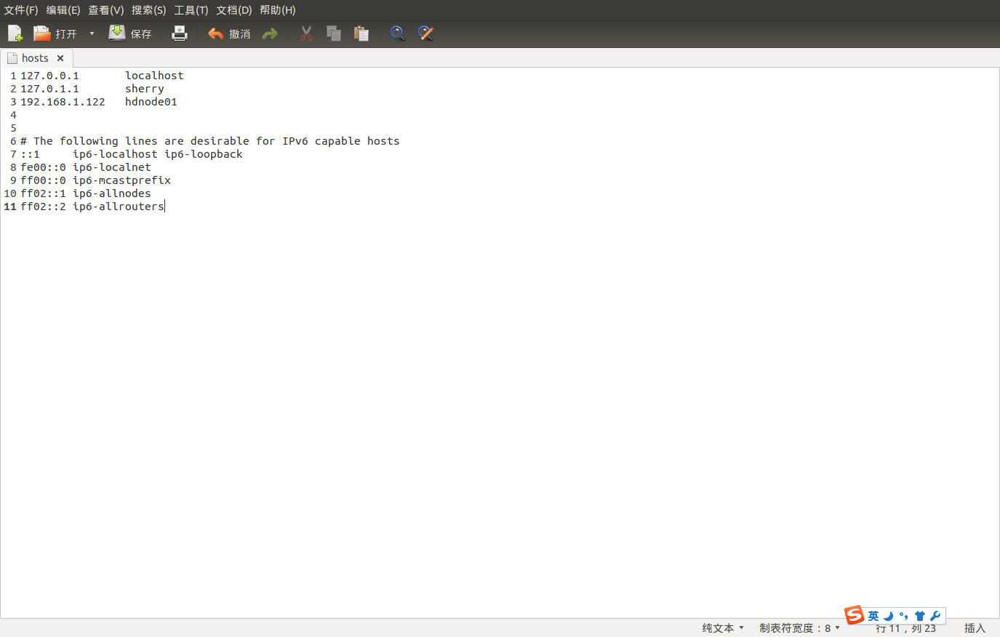 文件(F) 编辑(E) 查看(V) 搜索(S) 工具(T) 文档(D) 帮助(H)
打开 保存 撤消
hosts
1 127.0.0.1 localhost
2 127.0.1.1 sherry
3 192.168.1.122 hdnode01
4
5
6 # The following lines are desirable for IPv6 capable hosts
7 ::1 ip6-localhost ip6-loopback
8 fe00::0 ip6-localnet
9 ff00::0 ip6-mcastprefix
10 ff02::1 ip6-allnodes
11 ff02::2 ip6-allrouters
S 英
纯文本 制表符宽度：8 行 11，列 23 插入